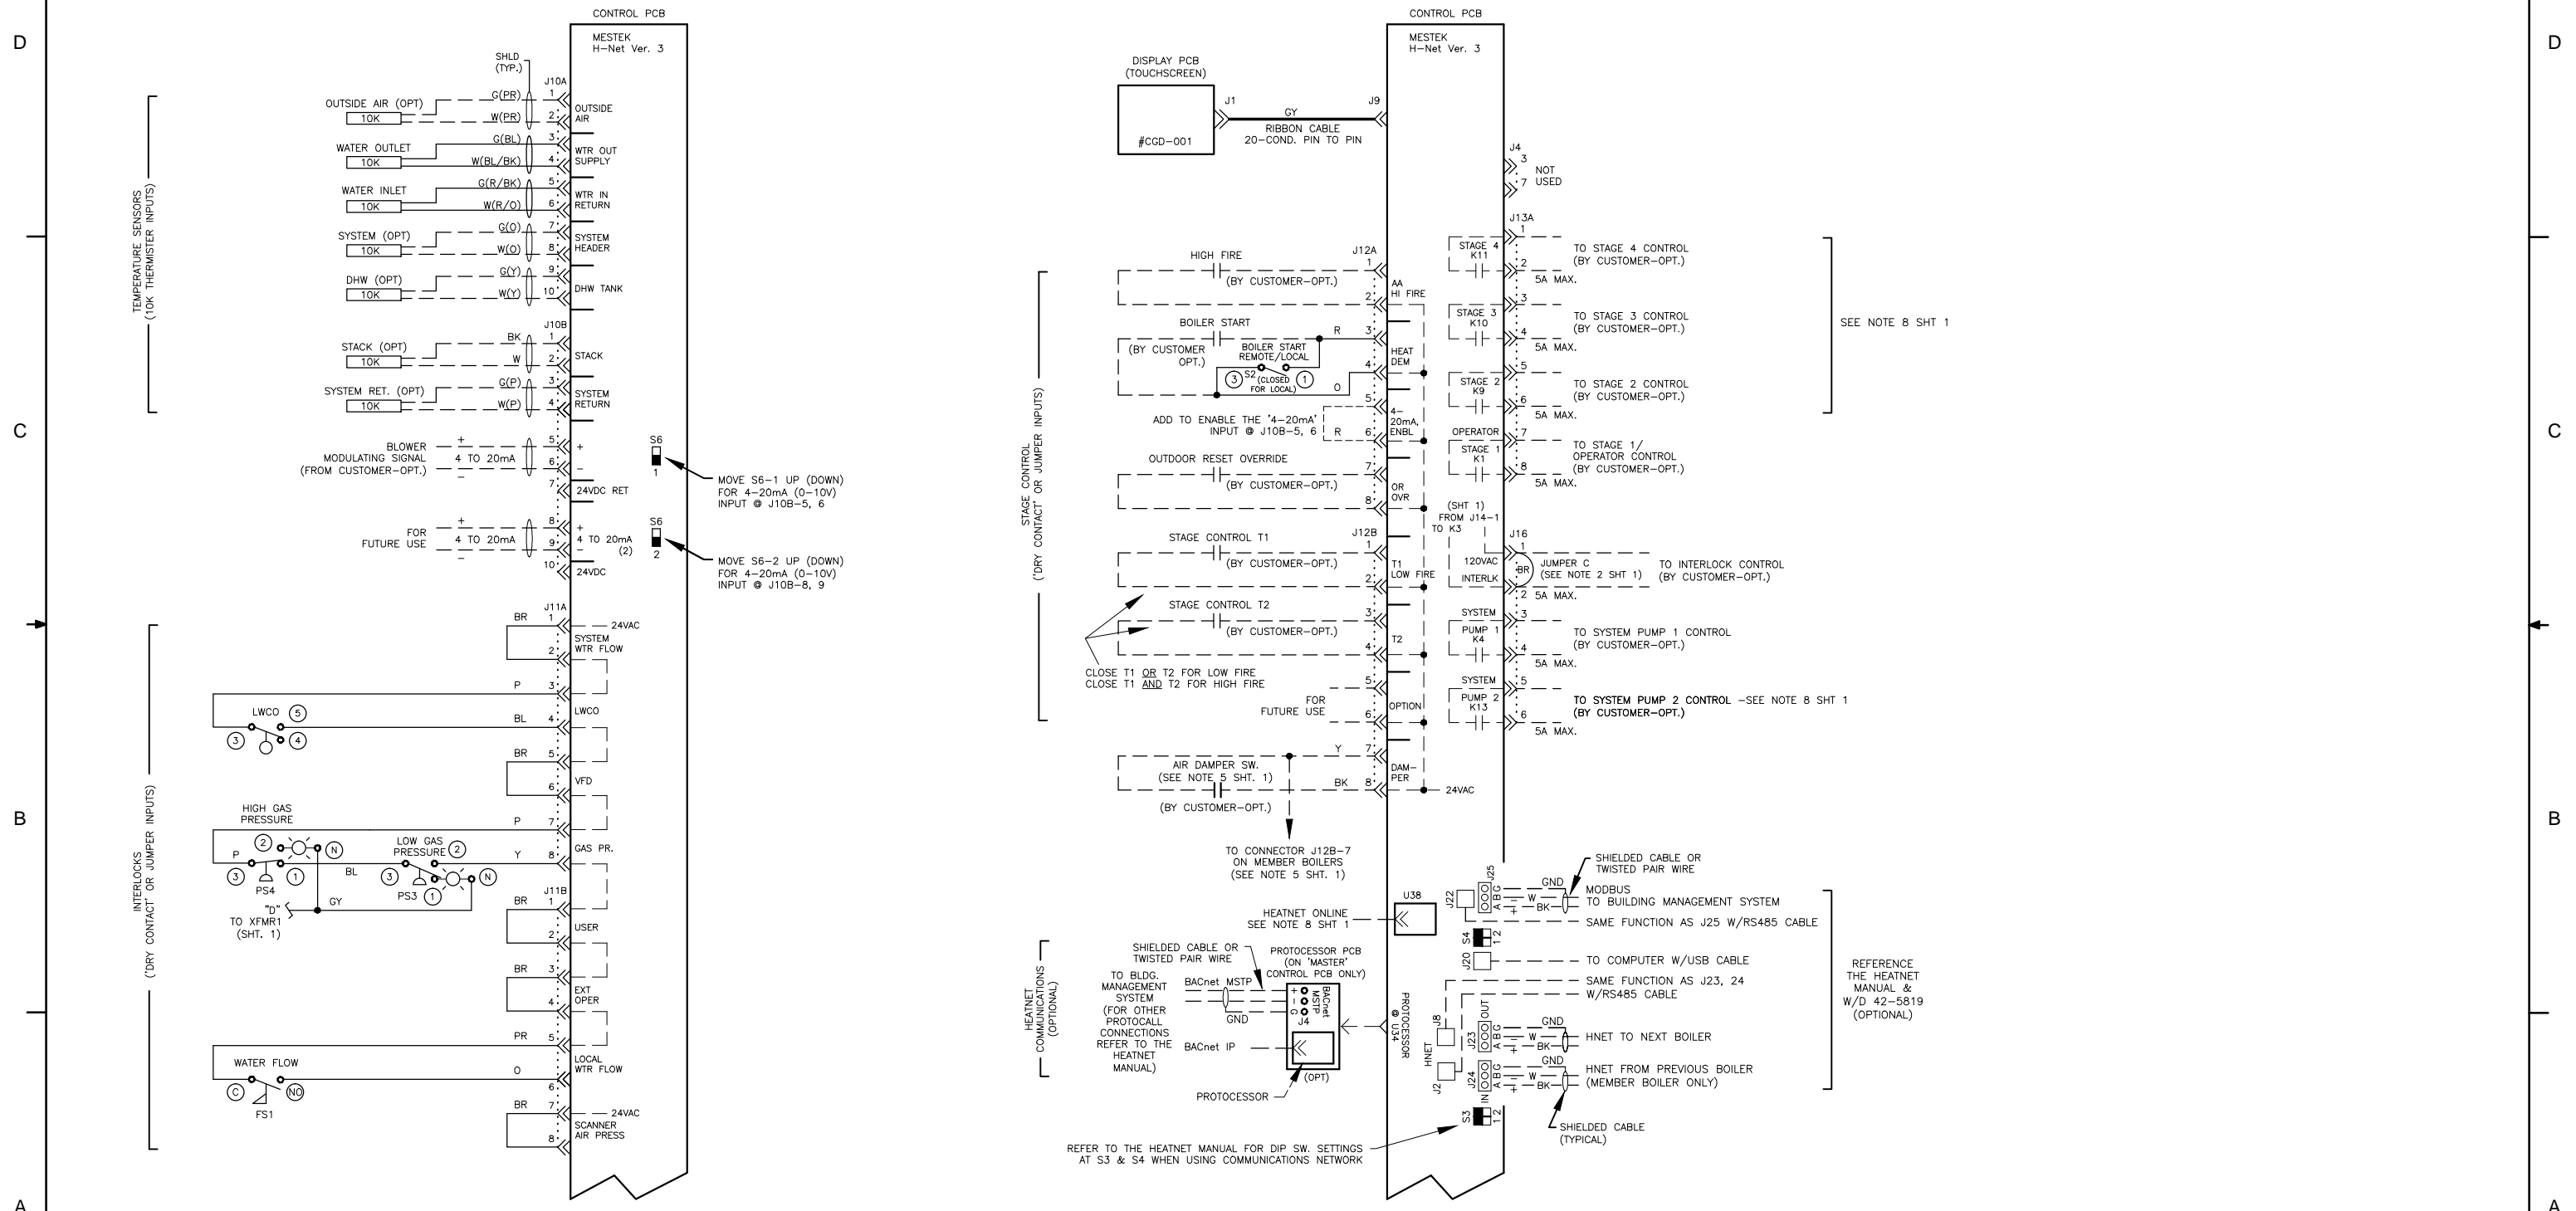 D
D
C
C
B
B
A
A
CONTROL PCB
MESTEK
H-Net Ver. 3
SHLD
(TYP.)
TEMPERATURE SENSORS
(10K THERMISTER INPUTS)
J10A
OUTSIDE AIR (OPT)
10K
G(PR)
1
W(PR)
2
OUTSIDE
AIR
WATER OUTLET
10K
G(BL)
3
W(BL/BK)
4
WTR OUT
SUPPLY
WATER INLET
10K
G(R/BK)
5
W(R/O)
6
WTR IN
RETURN
SYSTEM (OPT)
10K
G(O)
7
W(O)
8
SYSTEM
HEADER
DHW (OPT)
10K
G(Y)
9
W(Y)
10
DHW TANK
J10B
STACK (OPT)
10K
BK
1
W
2
STACK
SYSTEM RET. (OPT)
10K
G(P)
3
W(P)
4
SYSTEM
RETURN
BLOWER
MODULATING SIGNAL
(FROM CUSTOMER-OPT.)
+
4 TO 20mA
-
5
6
+
-
7
24VDC RET
S6
1
MOVE S6-1 UP (DOWN)
FOR 4-20mA (0-10V)
INPUT @ J10B-5, 6
FOR
FUTURE USE
+
4 TO 20mA
-
8
9
+
4 TO 20mA
-
(2)
10
24VDC
S6
2
MOVE S6-2 UP (DOWN)
FOR 4-20mA (0-10V)
INPUT @ J10B-8, 9
INTERLOCKS
('DRY CONTACT' OR JUMPER INPUTS)
J11A
BR
1
24VAC
SYSTEM
WTR FLOW
2
P
3
LWCO
5
3
4
BL
4
LWCO
BR
5
VFD
6
HIGH GAS
PRESSURE
P
7
2
N
P
3
1
PS4
BL
LOW GAS
PRESSURE
2
3
1
PS3
N
Y
8
GAS PR.
GY
"D"
TO XFMR1
(SHT. 1)
J11B
BR
1
USER
2
BR
3
EXT
OPER
4
PR
5
WATER FLOW
C
NO
FS1
O
6
LOCAL
WTR FLOW
BR
7
24VAC
SCANNER
AIR PRESS
8
CONTROL PCB
MESTEK
H-Net Ver. 3
DISPLAY PCB
(TOUCHSCREEN)
#CGD-001
J1
GY
J9
RIBBON CABLE
20-COND. PIN TO PIN
STAGE CONTROL
('DRY CONTACT' OR JUMPER INPUTS)
J12A
HIGH FIRE
(BY CUSTOMER-OPT.)
1
2
AA
HI FIRE
BOILER START
(BY CUSTOMER
OPT.)
BOILER START
REMOTE/LOCAL
3
S2
(CLOSED
FOR LOCAL)
1
R
3
O
4
HEAT
DEM
ADD TO ENABLE THE '4-20mA'
INPUT @ J10B-5, 6
R
5
6
4-
20mA,
ENBL
OUTDOOR RESET OVERRIDE
(BY CUSTOMER-OPT.)
7
8
OR
OVR
J12B
STAGE CONTROL T1
(BY CUSTOMER-OPT.)
1
2
T1
LOW FIRE
STAGE CONTROL T2
(BY CUSTOMER-OPT.)
3
4
T2
CLOSE T1 OR T2 FOR LOW FIRE
CLOSE T1 AND T2 FOR HIGH FIRE
FOR
FUTURE USE
5
6
OPTION
Y
7
AIR DAMPER SW.
(SEE NOTE 5 SHT. 1)
BK
8
DAM-
PER
24VAC
(BY CUSTOMER-OPT.)
TO CONNECTOR J12B-7
ON MEMBER BOILERS
(SEE NOTE 5 SHT. 1)
J4
3
7
NOT
USED
J13A
1
STAGE 4
K11
2
TO STAGE 4 CONTROL
(BY CUSTOMER-OPT.)
5A MAX.
3
STAGE 3
K10
4
TO STAGE 3 CONTROL
(BY CUSTOMER-OPT.)
5A MAX.
5
STAGE 2
K9
6
TO STAGE 2 CONTROL
(BY CUSTOMER-OPT.)
5A MAX.
SEE NOTE 8 SHT 1
OPERATOR
7
STAGE 1
K1
8
TO STAGE 1/
OPERATOR CONTROL
(BY CUSTOMER-OPT.)
5A MAX.
(SHT 1)
FROM J14-1
TO K3
J16
1
120VAC
INTERLK
BR
JUMPER C
(SEE NOTE 2 SHT 1)
TO INTERLOCK CONTROL
(BY CUSTOMER-OPT.)
2
5A MAX.
SYSTEM
3
PUMP 1
K4
4
TO SYSTEM PUMP 1 CONTROL
(BY CUSTOMER-OPT.)
5A MAX.
SYSTEM
5
PUMP 2
K13
6
TO SYSTEM PUMP 2 CONTROL -SEE NOTE 8 SHT 1
(BY CUSTOMER-OPT.)
5A MAX.
HEATNET ONLINE
SEE NOTE 8 SHT 1
U38
HEATNET
COMMUNICATIONS
(OPTIONAL)
SHIELDED CABLE OR
TWISTED PAIR WIRE
TO BLDG.
MANAGEMENT
SYSTEM
(FOR OTHER
PROTOCALL
CONNECTIONS
REFER TO THE
HEATNET
MANUAL)
BACnet MSTP
GND
BACnet IP
PROTOCESSOR PCB
(ON 'MASTER'
CONTROL PCB ONLY)
+
-
G
BACnet
MSTP
J4
(OPT)
PROTOCESSOR
PROTOCESSOR
@ U34
J22
J25
A B G
GND
W
-
BK
+
SHIELDED CABLE OR
TWISTED PAIR WIRE
MODBUS
TO BUILDING MANAGEMENT SYSTEM
SAME FUNCTION AS J25 W/RS485 CABLE
S4
1 2
J20
TO COMPUTER W/USB CABLE
SAME FUNCTION AS J23, 24
W/RS485 CABLE
J8
HNET
J2
OUT
J23
A B G
GND
W
-
BK
+
HNET TO NEXT BOILER
J24
IN
A B G
GND
W
-
BK
+
HNET FROM PREVIOUS BOILER
(MEMBER BOILER ONLY)
S3
1 2
SHIELDED CABLE
(TYPICAL)
REFERENCE
THE HEATNET
MANUAL &
W/D 42-5819
(OPTIONAL)
REFER TO THE HEATNET MANUAL FOR DIP SW. SETTINGS
AT S3 & S4 WHEN USING COMMUNICATIONS NETWORK